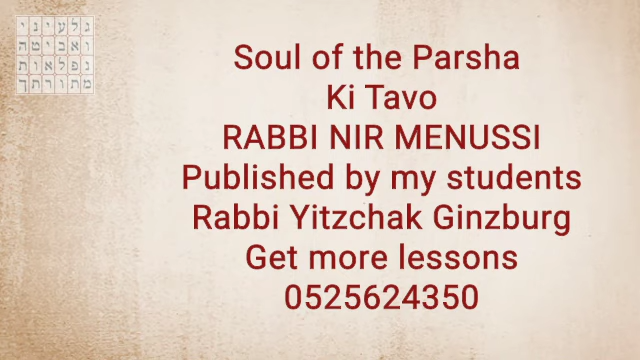 גלעיני
ואביטה
נפלאות
מתורתך
Soul of the Parsha
Ki Tavo
RABBI NIR MENUSSI
Published by my students
Rabbi Yitzchak Ginzburg
Get more lessons
0525624350